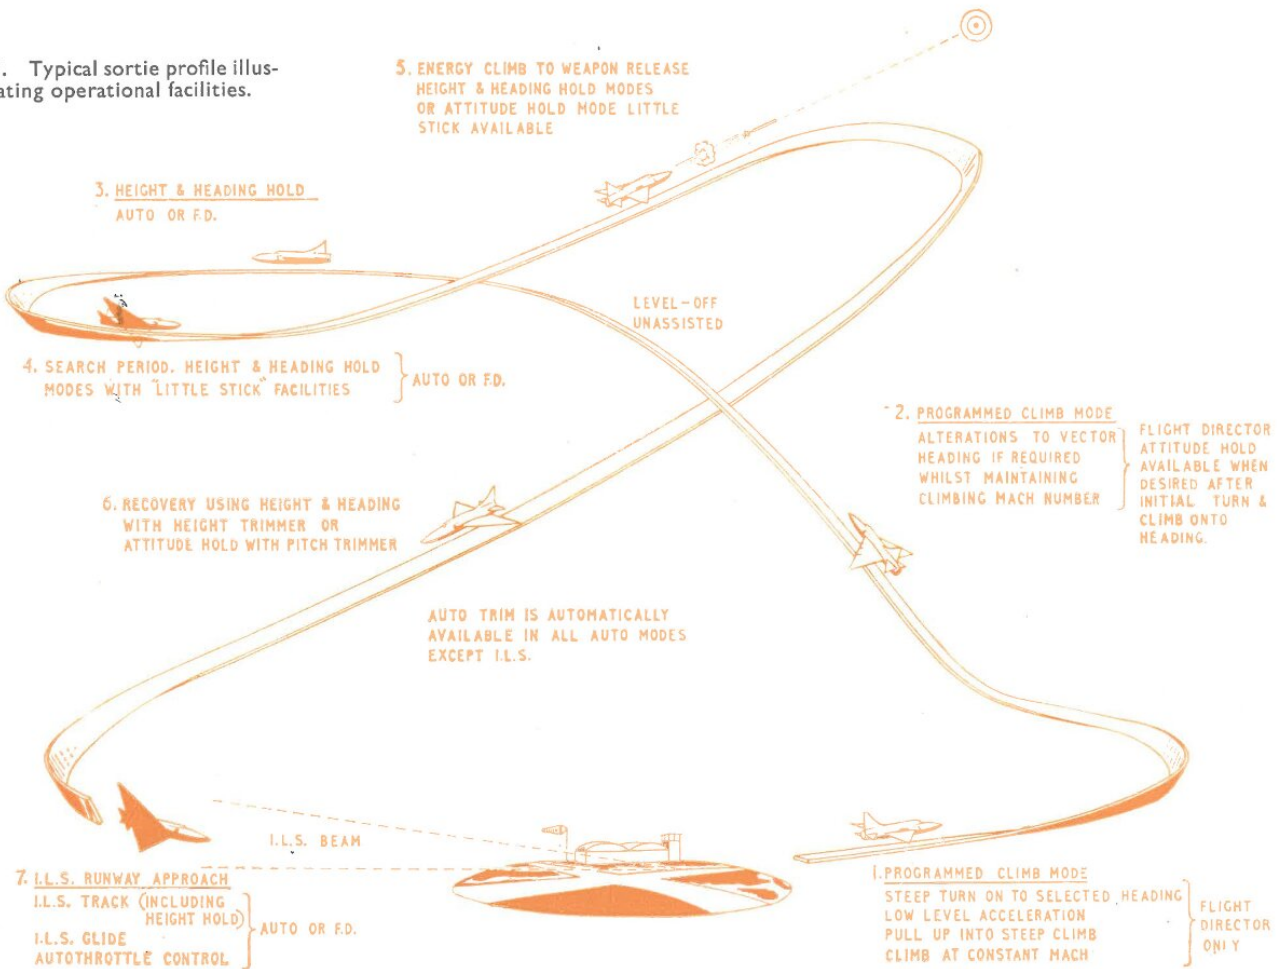 . Typical sortie profile illus-
ating operational facilities.
5. ENERGY CLIMB TO WEAPON RELEASE
HEIGHT & HEADING HOLD MODES
OR ATTITUDE HOLD MODE LITTLE
STICK AVAILABLE
3. HEIGHT & HEADING HOLD
AUTO OR F.D.
LEVEL-OFF
UNASSISTED
4. SEARCH PERIOD. HEIGHT & HEADING HOLD
MODES WITH "LITTLE STICK" FACILITIES
AUTO OR F.D.
2. PROGRAMMED CLIMB MODE
ALTERATIONS TO VECTOR
HEADING IF REQUIRED
WHILST MAINTAINING
CLIMBING MACH NUMBER
FLIGHT DIRECTOR
ATTITUDE HOLD
AVAILABLE WHEN
DESIRED AFTER
INITIAL TURN &
CLIMB ONTO
HEADING.
6. RECOVERY USING HEIGHT & HEADING
WITH HEIGHT TRIMMER OR
ATTITUDE HOLD WITH PITCH TRIMMER
AUTO TRIM IS AUTOMATICALLY
AVAILABLE IN ALL AUTO MODES
EXCEPT I.L.S.
I.L.S. BEAM
7. I.L.S. RUNWAY APPROACH
I.L.S. TRACK (INCLUDING
HEIGHT HOLD)
I.L.S. GLIDE
AUTOTHROTTLE CONTROL
AUTO OR F.D.
1. PROGRAMMED CLIMB MODE
STEEP TURN ON TO SELECTED HEADING
LOW LEVEL ACCELERATION
PULL UP INTO STEEP CLIMB
CLIMB AT CONSTANT MACH
FLIGHT
DIRECTOR
ONLY